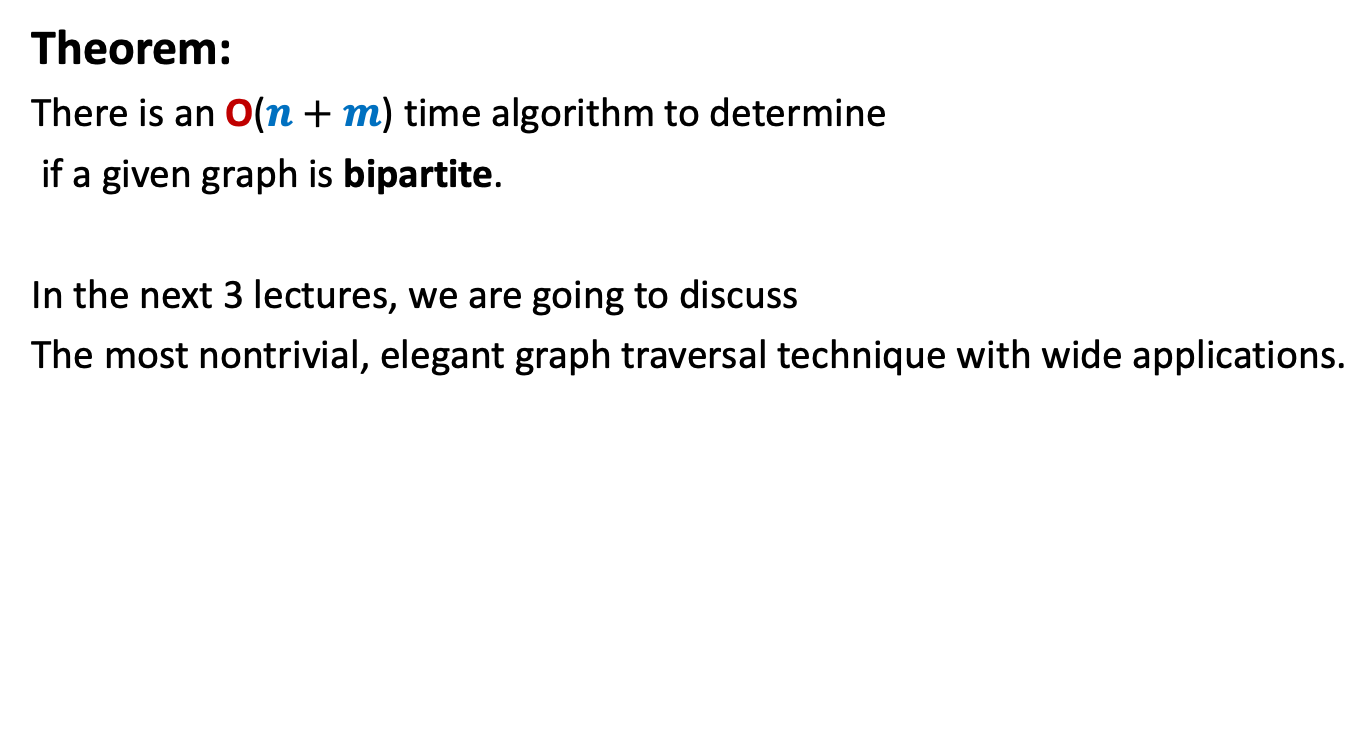 Theorem:
There is an O(n + m) time algorithm to determine
if a given graph is bipartite.
In the next 3 lectures, we are going to discuss
The most nontrivial, elegant graph traversal technique with wide applications.